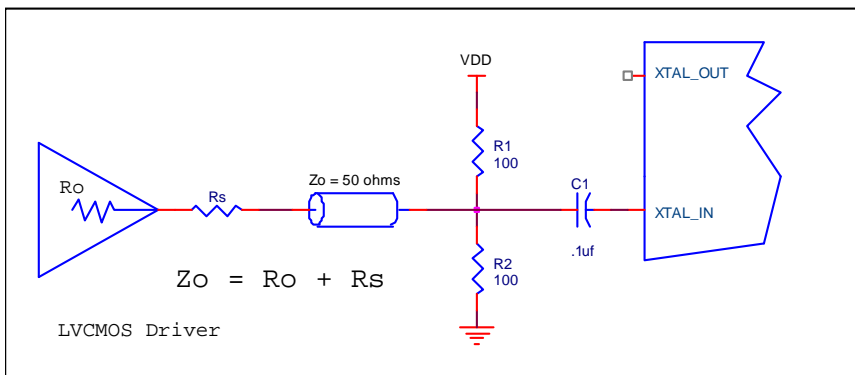 VDD
XTAL_OUT
R1
100
Ro
Rs
Zo = 50 ohms
C1
XTAL_IN
.1uf
Zo = Ro + Rs
R2
100
LVCMOS Driver